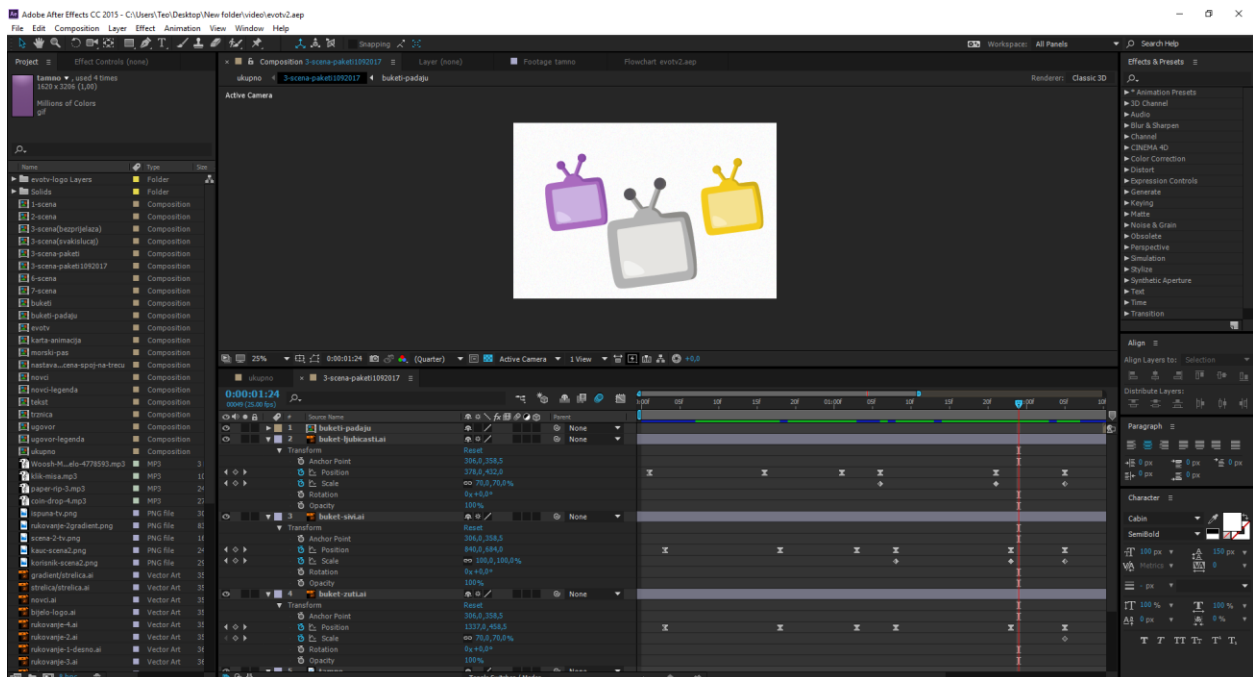 Adobe After Effects CC 2015 - C:\Users\Teo\Desktop\New folder\video\evotv2.aep
File Edit Composition Layer Effect Animation View Window Help
Snapping
Workspace: All Panels
Search Help
Project
Effect Controls (none)
Composition 3-scena-paketi1092017
Layer (none)
Footage tamno
Flowchart evotv2.aep
Effects & Presets
tamno , used 4 times
1620 x 3206 (1,00)
Millions of Colors
gif
ukupno
3-scena-paketi1092017
buketi-padaju
Renderer: Classic 3D
Active Camera
* Animation Presets
3D Channel
Audio
Blur & Sharpen
Channel
CINEMA 4D
Color Correction
Distort
Expression Controls
Generate
Keying
Matte
Noise & Grain
Obsolete
Perspective
Simulation
Stylize
Synthetic Aperture
Text
Time
Transition
Name Type Size
evotv-logo Layers Folder
Solids Folder
1-scena Composition
2-scena Composition
3-scena(bezprijelaza) Composition
3-scena(svakislucaj) Composition
3-scena-paketi Composition
3-scena-paketi1092017 Composition
6-scena Composition
7-scena Composition
buketi Composition
buketi-padaju Composition
evotv Composition
karta-animacija Composition
morski-pas Composition
nastava...cena-spoj-na-trecu Composition
novci Composition
novci-legenda Composition
tekst Composition
trznica Composition
ugovor Composition
ugovor-legenda Composition
ukupno Composition
Woosh-M...elo-4778593.mp3 MP3
klik-misa.mp3 MP3
paper-rip-3.mp3 MP3
coin-drop-4.mp3 MP3
ispuna-tv.png PNG file
rukovanje-2gradient.png PNG file
scena-2-tv.png PNG file
kauc-scena2.png PNG file
korisnik-scena2.png PNG file
gradient/strelica.ai Vector Art
strelica/strelica.ai Vector Art
novci.ai Vector Art
bijelo-logo.ai Vector Art
rukovanje-4.ai Vector Art
rukovanje-2.ai Vector Art
rukovanje-1-desno.ai Vector Art
rukovanje-3.ai Vector Art
25% 0:00:01:24 (Quarter) Active Camera 1 View +0,0
ukupno
3-scena-paketi1092017
0:00:01:24
00049 (25.00 fps)
# Source Name Parent
1 buketi-padaju None
2 buket-ljubicasti.ai None
Transform Reset
Anchor Point 306,0,358,5
Position 378,0,432,0
Scale 70,0,70,0%
Rotation 0x+0,0°
Opacity 100%
3 buket-sivi.ai None
Transform Reset
Anchor Point 306,0,358,5
Position 840,0,604,0
Scale 100,0,100,0%
Rotation 0x+0,0°
Opacity 100%
4 buket-zuti.ai None
Transform Reset
Anchor Point 306,0,358,5
Position 1337,0,458,5
Scale 70,0,70,0%
Rotation 0x+0,0°
Opacity 100%
Align
Align Layers to: Selection
Distribute Layers:
Paragraph
0 px 0 px 0 px
0 px 0 px
Character
Cabin
SemiBold
100 px 150 px
Metrics 0
- px
100 % 100 %
0 px 0 %